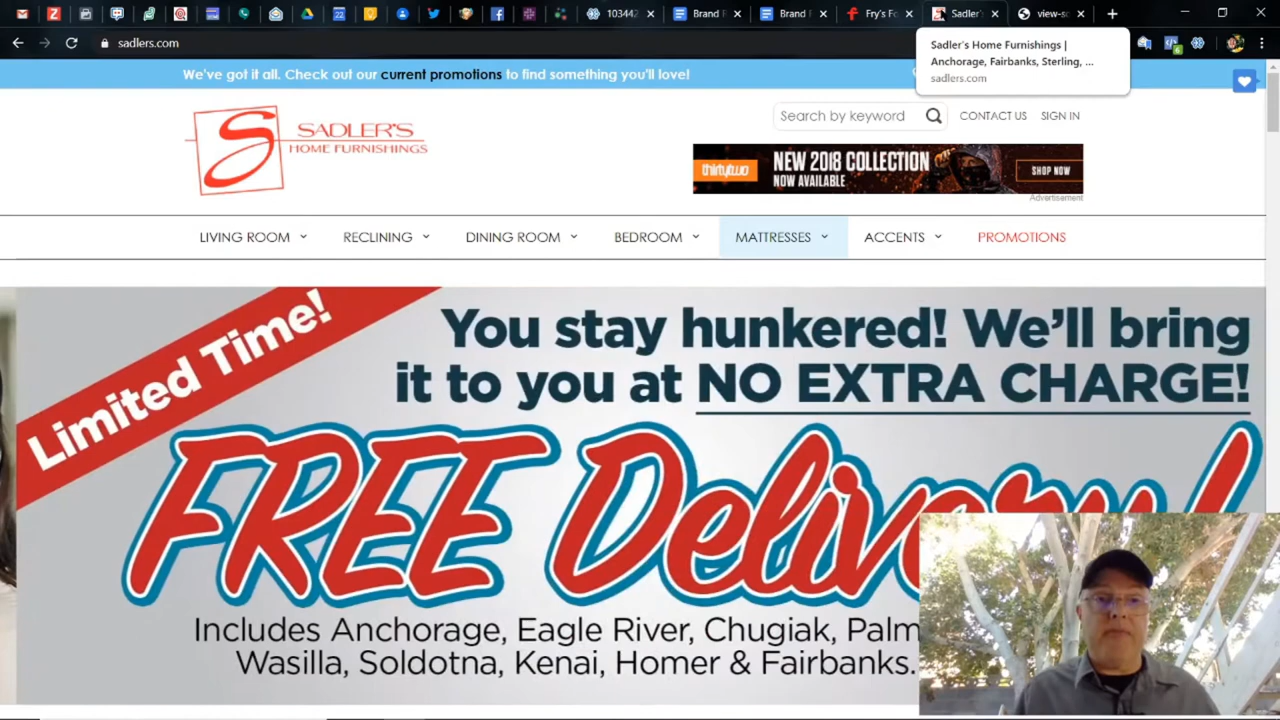 103442
Brand
Brand
Fry's Fo
Sadler's
view-so
sadlers.com
Sadler's Home Furnishings |
Anchorage, Fairbanks, Sterling, ...
sadlers.com
We've got it all. Check out our current promotions to find something you'll love!
SADLER'S
HOME FURNISHINGS
Search by keyword
CONTACT US
SIGN IN
thirtytwo
NEW 2018 COLLECTION
NOW AVAILABLE
SHOP NOW
Advertisement
LIVING ROOM
RECLINING
DINING ROOM
BEDROOM
MATTRESSES
ACCENTS
PROMOTIONS
Limited Time!
You stay hunkered! We'll bring
it to you at NO EXTRA CHARGE!
FREE Delivery!
Includes Anchorage, Eagle River, Chugiak, Palm
Wasilla, Soldotna, Kenai, Homer & Fairbanks.